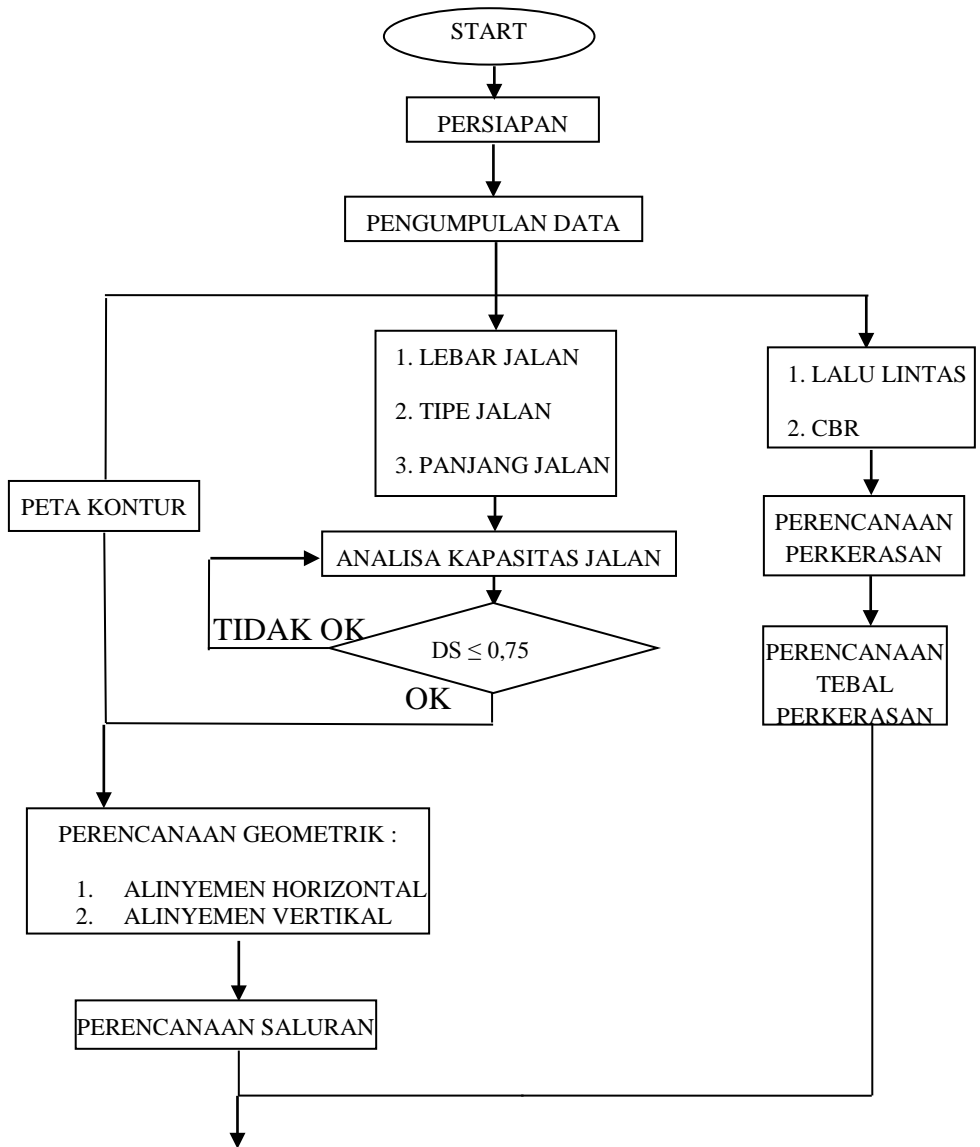 START
PERSIAPAN
PENGUMPULAN DATA
1. LEBAR JALAN
2. TIPE JALAN
3. PANJANG JALAN
1. LALU LINTAS
2. CBR
PETA KONTUR
PERENCANAAN
PERKERASAN
ANALISA KAPASITAS JALAN
TIDAK OK
DS ≤ 0,75
OK
PERENCANAAN
TEBAL
PERKERASAN
PERENCANAAN GEOMETRIK :
1. ALINYEMEN HORIZONTAL
2. ALINYEMEN VERTIKAL
PERENCANAAN SALURAN